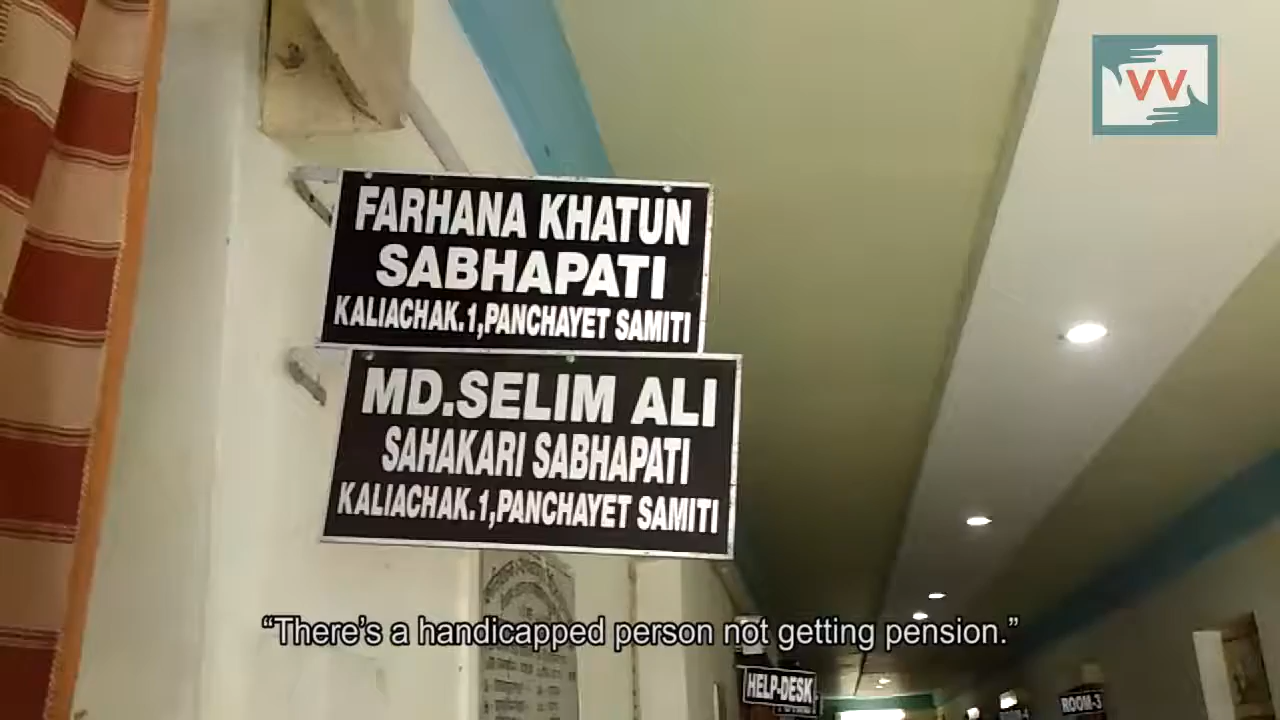 VV
FARHANA KHATUN
SABHAPATI
KALIACHAK.1,PANCHAYET SAMITI
MD.SELIM ALI
SAHAKARI SABHAPATI
KALIACHAK.1,PANCHAYET SAMITI
“There’s a handicapped person not getting pension.”
HELP-DESK
ROOM-3